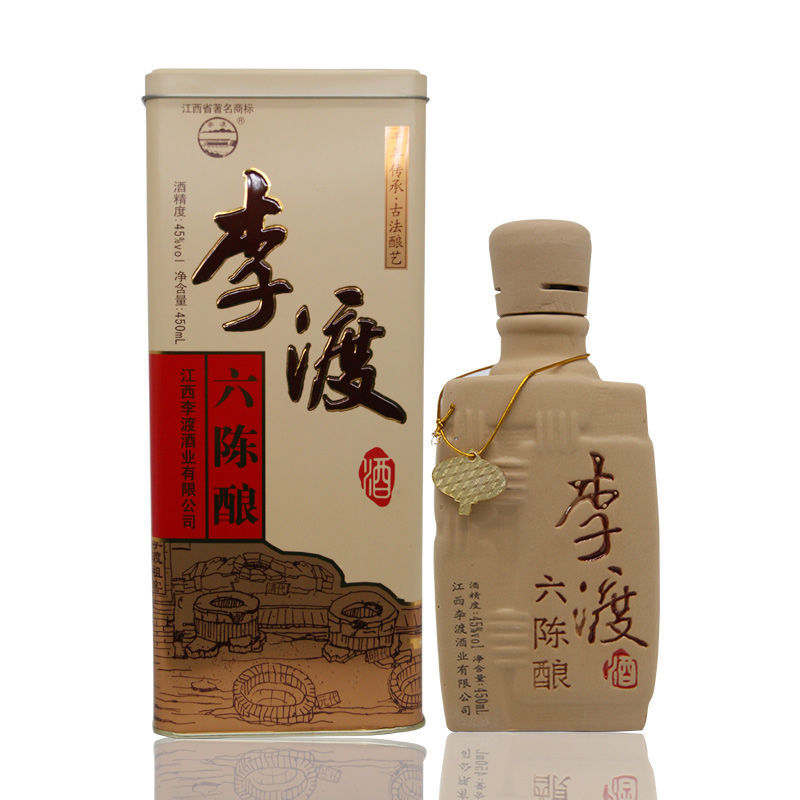 江西省著名商标
李渡
®
千年传承·古法酿艺
酒精度:45%vol 净含量:450mL
李渡
酒
六陈酿
江西李渡酒业有限公司
李渡
六陈酿
酒
酒精度:45%vol 净含量:450mL
江西李渡酒业有限公司